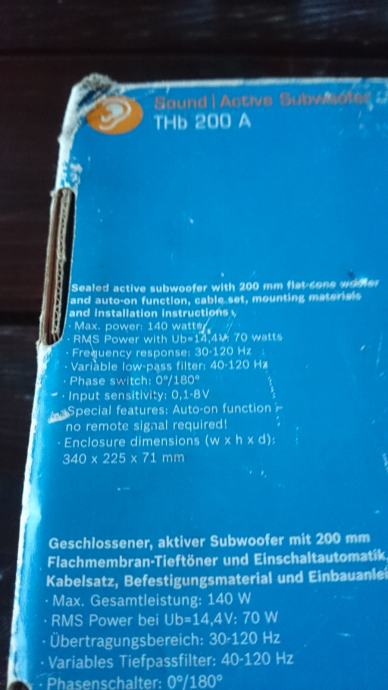 Sound | Active Subwoofer
THb 200 A
Sealed active subwoofer with 200 mm flat-cone woofer
and auto-on function, cable set, mounting materials
and installation instructions
· Max. power: 140 watts
· RMS Power with Ub=14,4V: 70 watts
· Frequency response: 30-120 Hz
· Variable low-pass filter: 40-120 Hz
· Phase switch: 0°/180°
· Input sensitivity: 0,1-8V
· Special features: Auto-on function -
no remote signal required!
· Enclosure dimensions (w x h x d):
340 x 225 x 71 mm
Geschlossener, aktiver Subwoofer mit 200 mm
Flachmembran-Tieftöner und Einschaltautomatik,
Kabelsatz, Befestigungsmaterial und
· Max. Gesamtleistung: 140 W
· RMS Power bei Ub=14,4V: 70 W
· Übertragungsbereich: 30-120 Hz
· Variables Tiefpassfilter: 40-120 Hz
· Phasenschalter: 0°/180°